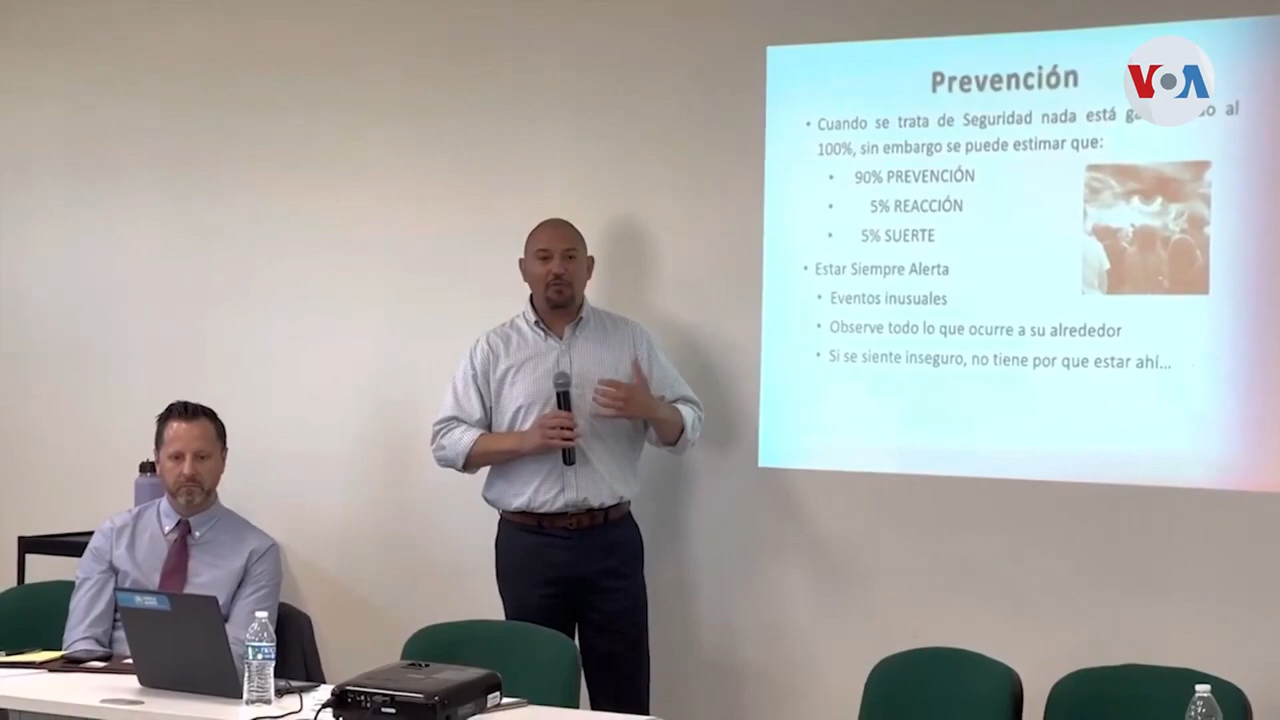 VOA
Prevención
• Cuando se trata de Seguridad nada está al
100%, sin embargo se puede estimar que:
• 90% PREVENCIÓN
• 5% REACCIÓN
• 5% SUERTE
• Estar Siempre Alerta
• Eventos inusuales
• Observe todo lo que ocurre a su alrededor
• Si se siente inseguro, no tiene por que estar ahí...